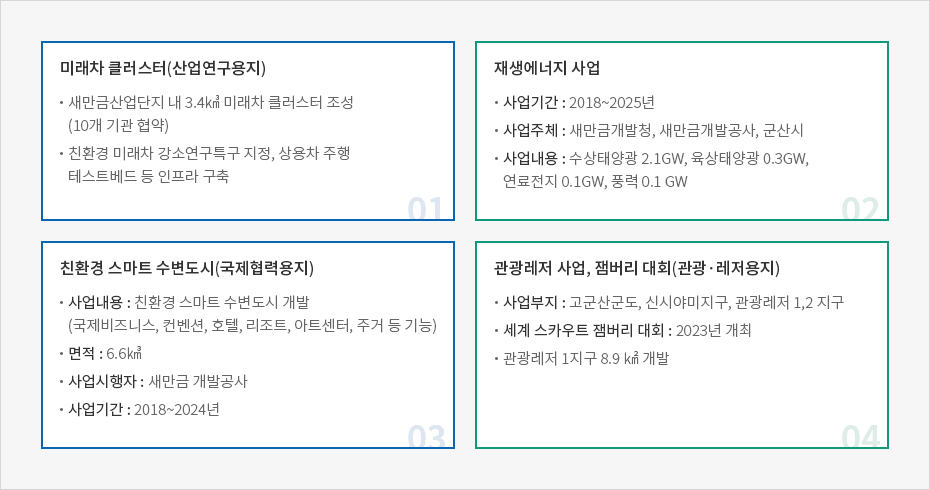 미래차 클러스터(산업연구용지)
· 새만금산업단지 내 3.4㎢ 미래차 클러스터 조성
(10개 기관 협약)
· 친환경 미래차 강소연구특구 지정, 상용차 주행
테스트베드 등 인프라 구축
01
재생에너지 사업
· 사업기간 : 2018~2025년
· 사업주체 : 새만금개발청, 새만금개발공사, 군산시
· 사업내용 : 수상태양광 2.1GW, 육상태양광 0.3GW,
연료전지 0.1GW, 풍력 0.1 GW
02
친환경 스마트 수변도시(국제협력용지)
· 사업내용 : 친환경 스마트 수변도시 개발
(국제비즈니스, 컨벤션, 호텔, 리조트, 아트센터, 주거 등 기능)
· 면적 : 6.6㎢
· 사업시행자 : 새만금 개발공사
· 사업기간 : 2018~2024년
03
관광레저 사업, 잼버리 대회(관광·레저용지)
· 사업부지 : 고군산군도, 신시야미지구, 관광레저 1,2 지구
· 세계 스카우트 잼버리 대회 : 2023년 개최
· 관광레저 1지구 8.9 ㎢ 개발
04